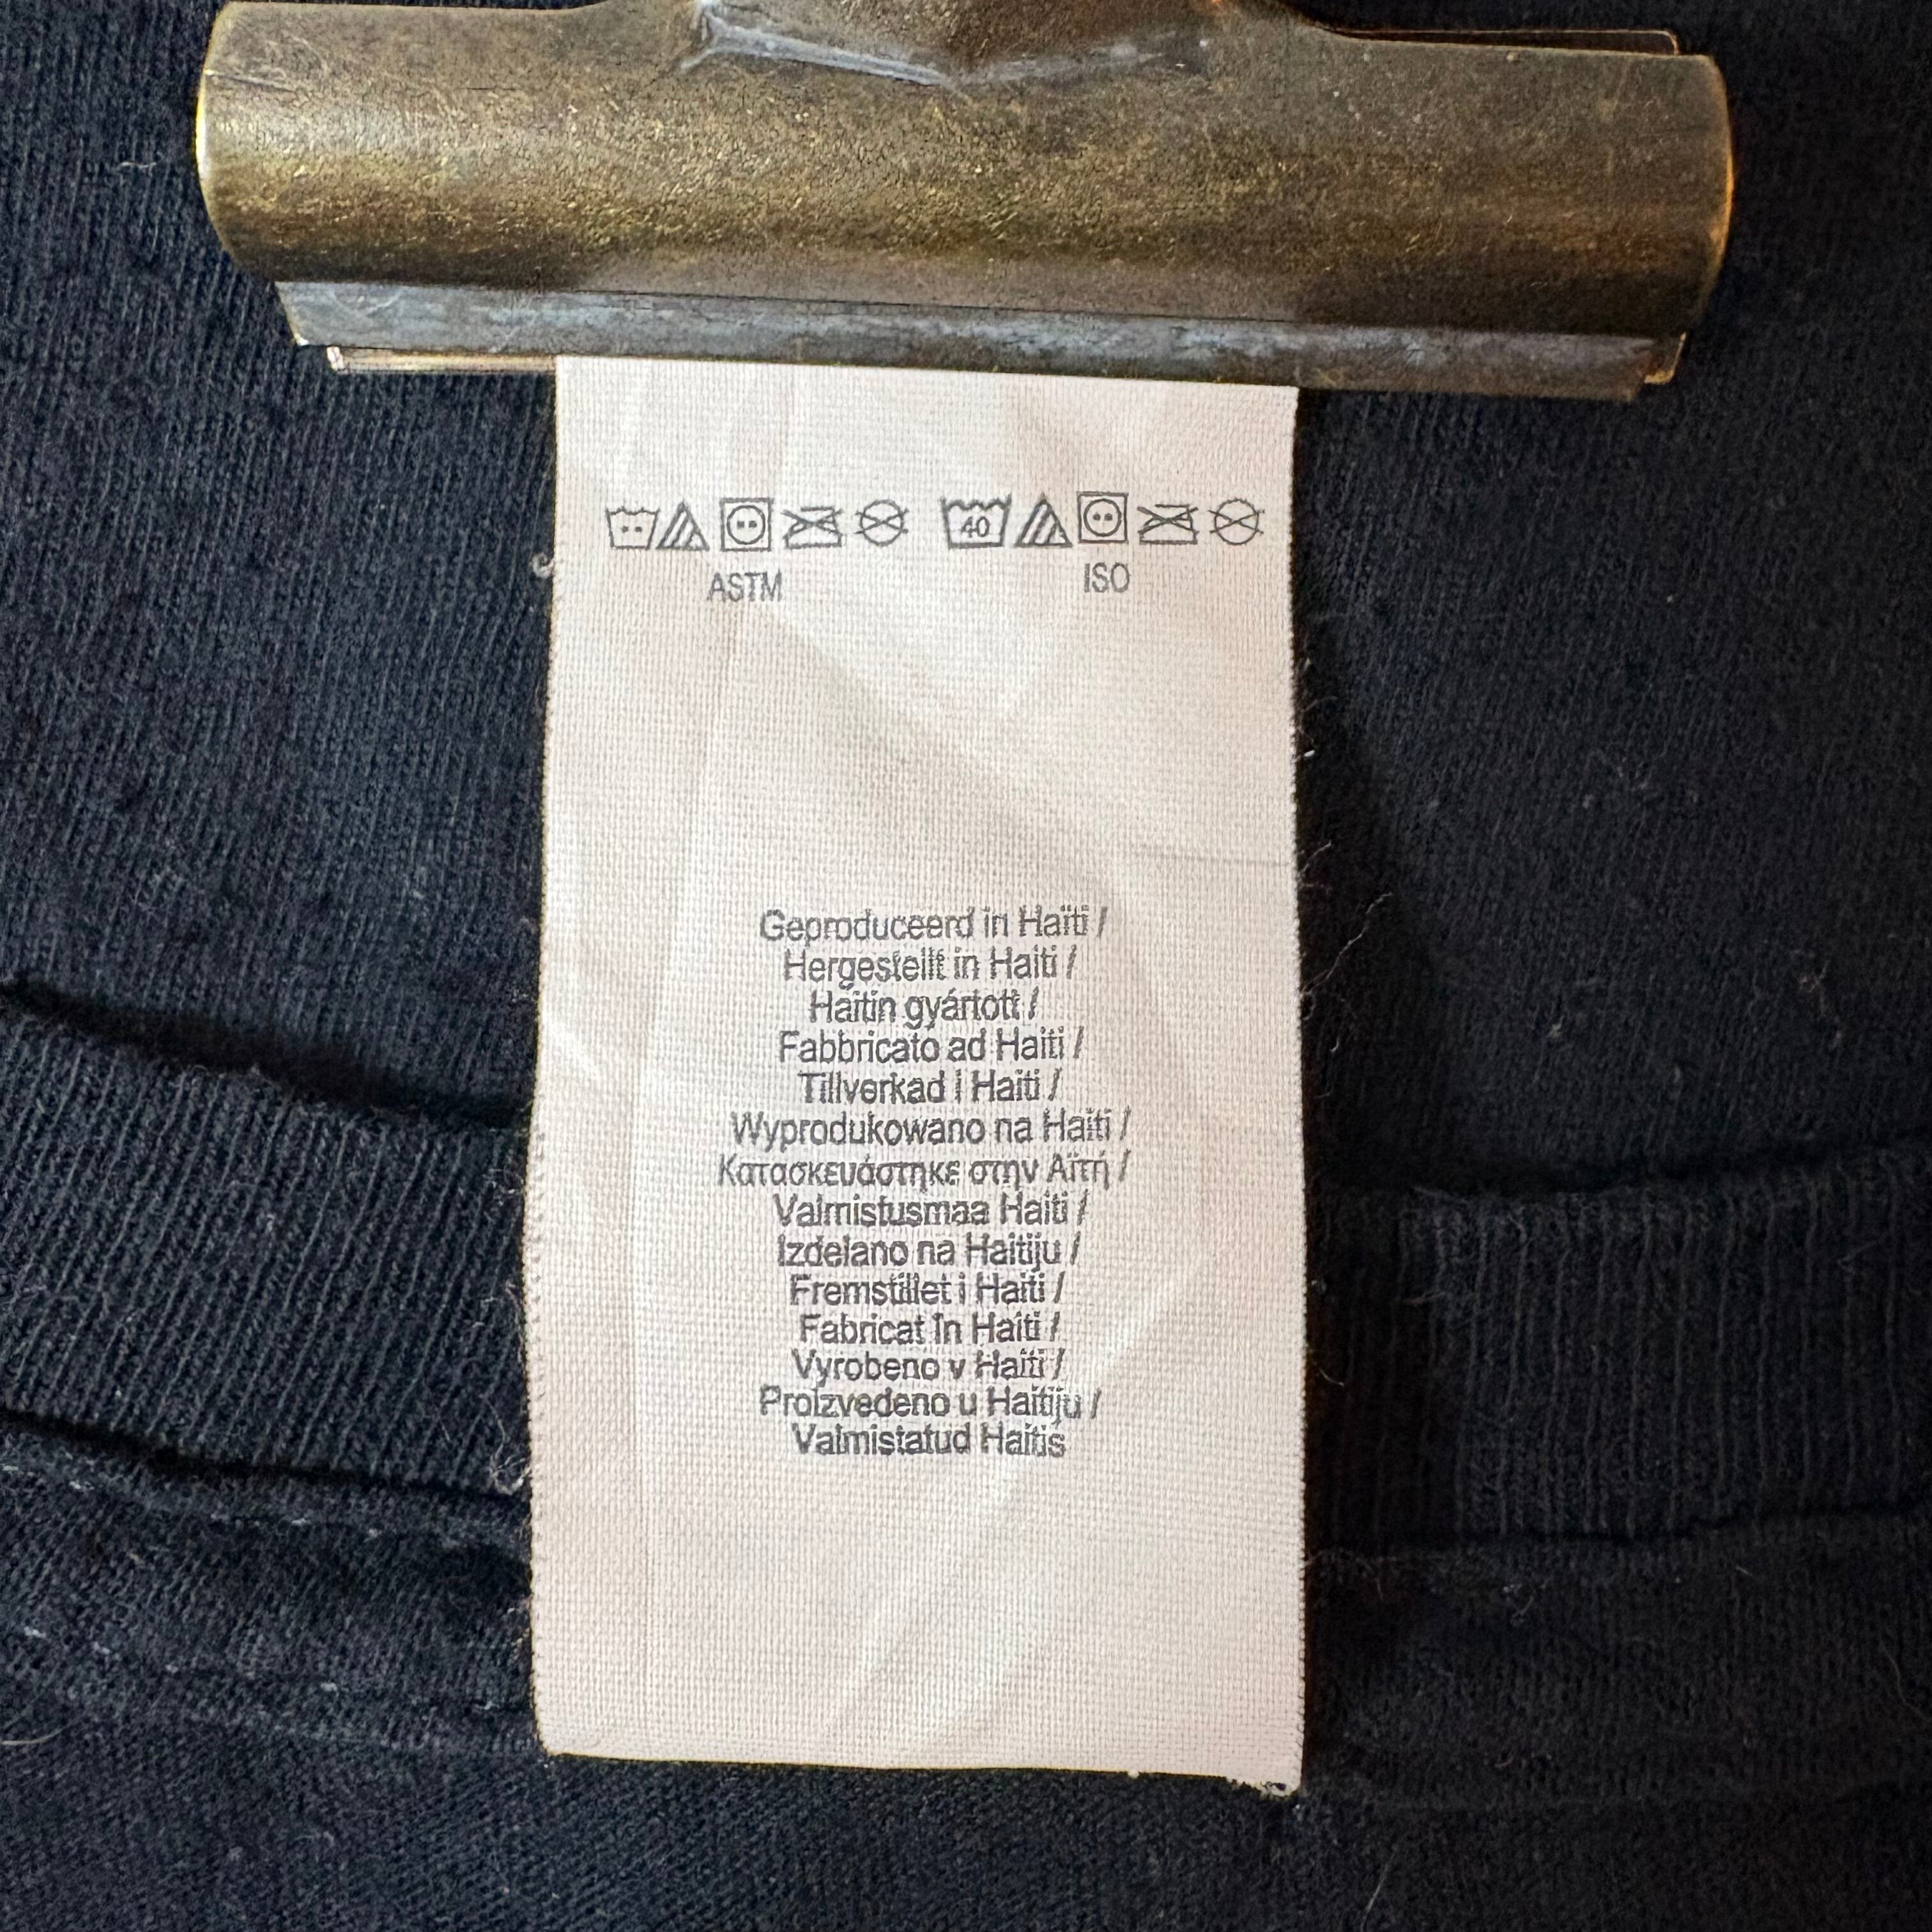 40
ASTM ISO
Geproduceerd in Haïti /
Hergestellt in Haiti /
Haitin gyártott /
Fabbricato ad Haiti /
Tillverkad i Haiti /
Wyprodukowano na Haiti /
Κατασκευάστηκε στην Αϊτή /
Valmistusmaa Haiti /
Izdelano na Haitiju /
Fremstillet i Haiti /
Fabricat în Haiti /
Vyrobeno v Haiti /
Proizvedeno u Haitiju /
Valmistatud Haitis